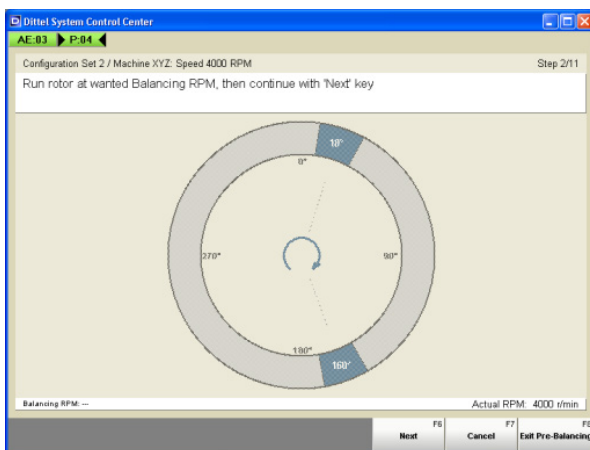 Dittel System Control Center
AE:03 P:04
Configuration Set 2 / Machine XYZ: Speed 4000 RPM Step 2/11
Run rotor at wanted Balancing RPM, then continue with 'Next' key
18°
0°
270° 90°
180°
160°
Balancing RPM: --- Actual RPM: 4000 r/min
F6 F7 F8
Next Cancel Exit Pre-Balancing